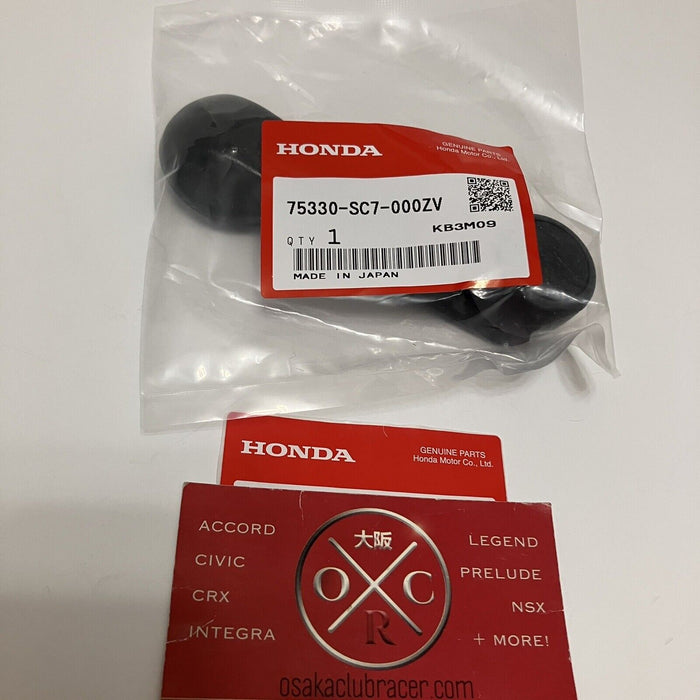 HONDA
GENUINE PARTS
Honda Motor Co., Ltd.
75330-SC7-000ZV
KB3M09
QTY 1
MADE IN JAPAN
HONDA
GENUINE PARTS
Honda Motor Co., Ltd.
ACCORD
CIVIC
CRX
INTEGRA
大阪
O C
R
LEGEND
PRELUDE
NSX
+ MORE!
osakaclubracer.com